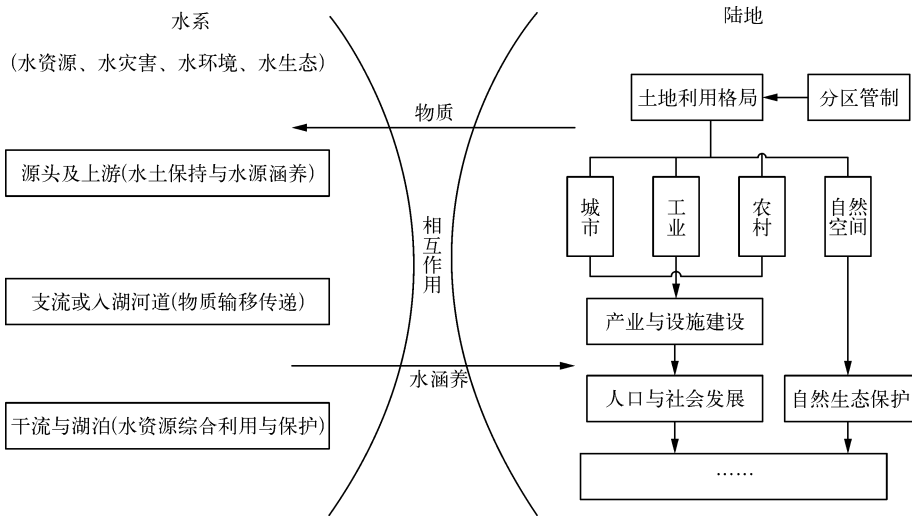 水系
(水资源、水灾害、水环境、水生态)
源头及上游(水土保持与水源涵养)
支流或入湖河道(物质输移传递)
干流与湖泊(水资源综合利用与保护)
物质
相互作用
水涵养
陆地
土地利用格局
分区管制
城市
工业
农村
自然
空间
产业与设施建设
人口与社会发展
自然生态保护
……